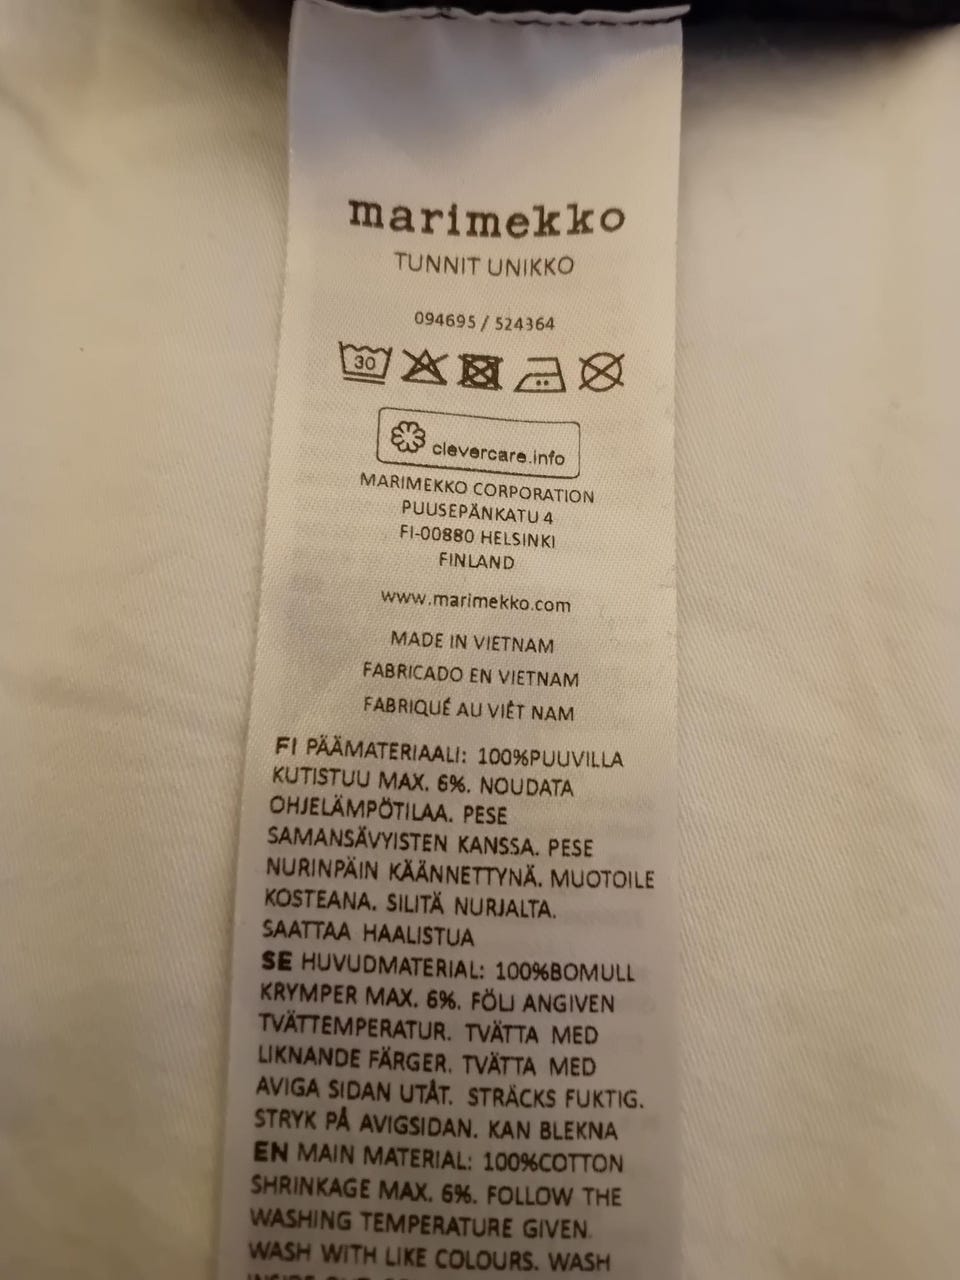 marimekko
TUNNIT UNIKKO
094695 / 524364
30
clevercare.info
MARIMEKKO CORPORATION
PUUSEPÄNKATU 4
FI-00880 HELSINKI
FINLAND
www.marimekko.com
MADE IN VIETNAM
FABRICADO EN VIETNAM
FABRIQUÉ AU VIÊT NAM
FI PÄÄMATERIAALI: 100%PUUVILLA
KUTISTUU MAX. 6%. NOUDATA
OHJELÄMPÖTILAA. PESE
SAMANSÄVYISTEN KANSSA. PESE
NURINPÄIN KÄÄNNETTYNÄ. MUOTOILE
KOSTEANA. SILITÄ NURJALTA.
SAATTAA HAALISTUA
SE HUVUDMATERIAL: 100%BOMULL
KRYMPER MAX. 6%. FÖLJ ANGIVEN
TVÄTTEMPERATUR. TVÄTTA MED
LIKNANDE FÄRGER. TVÄTTA MED
AVIGA SIDAN UTÅT. STRÄCKS FUKTIG.
STRYK PÅ AVIGSIDAN. KAN BLEKNA
EN MAIN MATERIAL: 100%COTTON
SHRINKAGE MAX. 6%. FOLLOW THE
WASHING TEMPERATURE GIVEN.
WASH WITH LIKE COLOURS. WASH